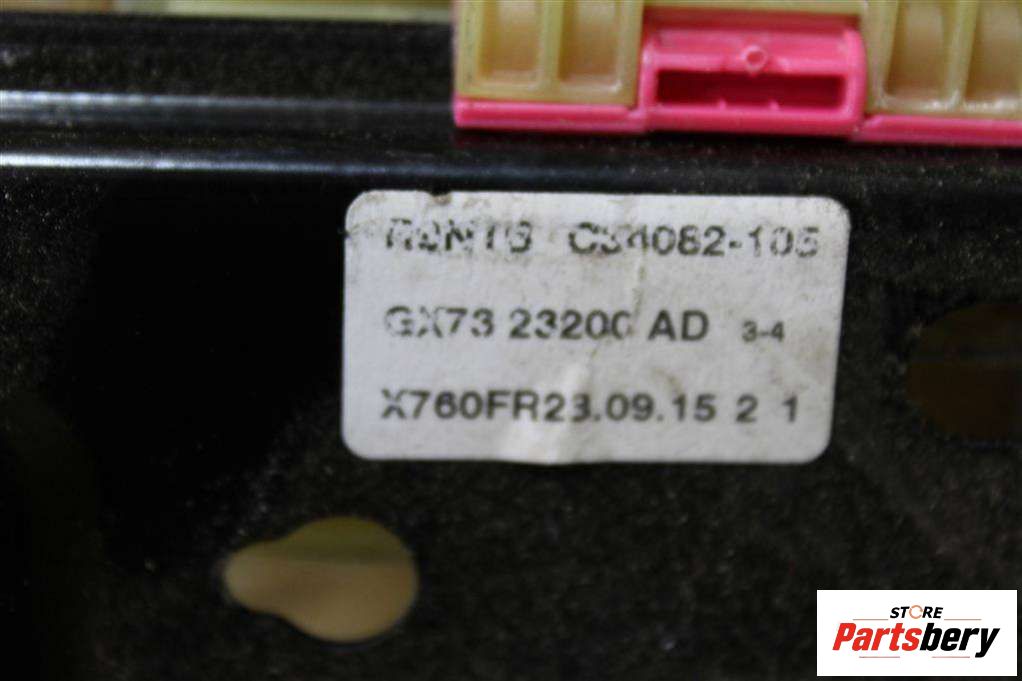 C34082-105
GX73 23200 AD 3-4
X760FR23.09.15 2 1
STORE
Partsbery